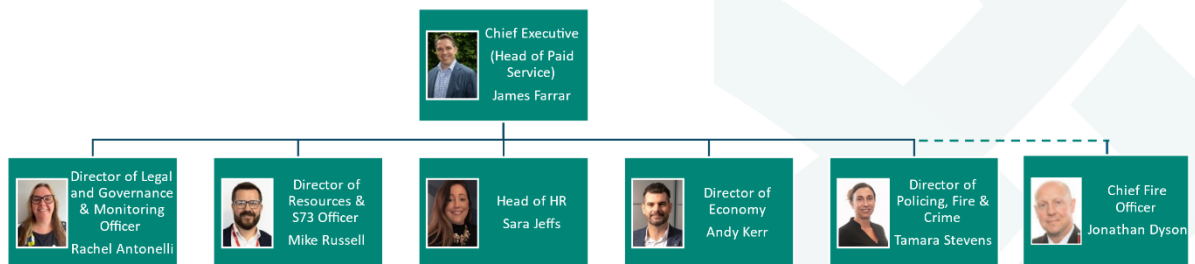 Chief Executive
(Head of Paid
Service)
James Farrar
Director of Legal
and Governance
& Monitoring
Officer
Rachel Antonelli
Director of
Resources &
S73 Officer
Mike Russell
Head of HR
Sara Jeffs
Director of
Economy
Andy Kerr
Director of
Policing, Fire &
Crime
Tamara Stevens
Chief Fire
Officer
Jonathan Dyson